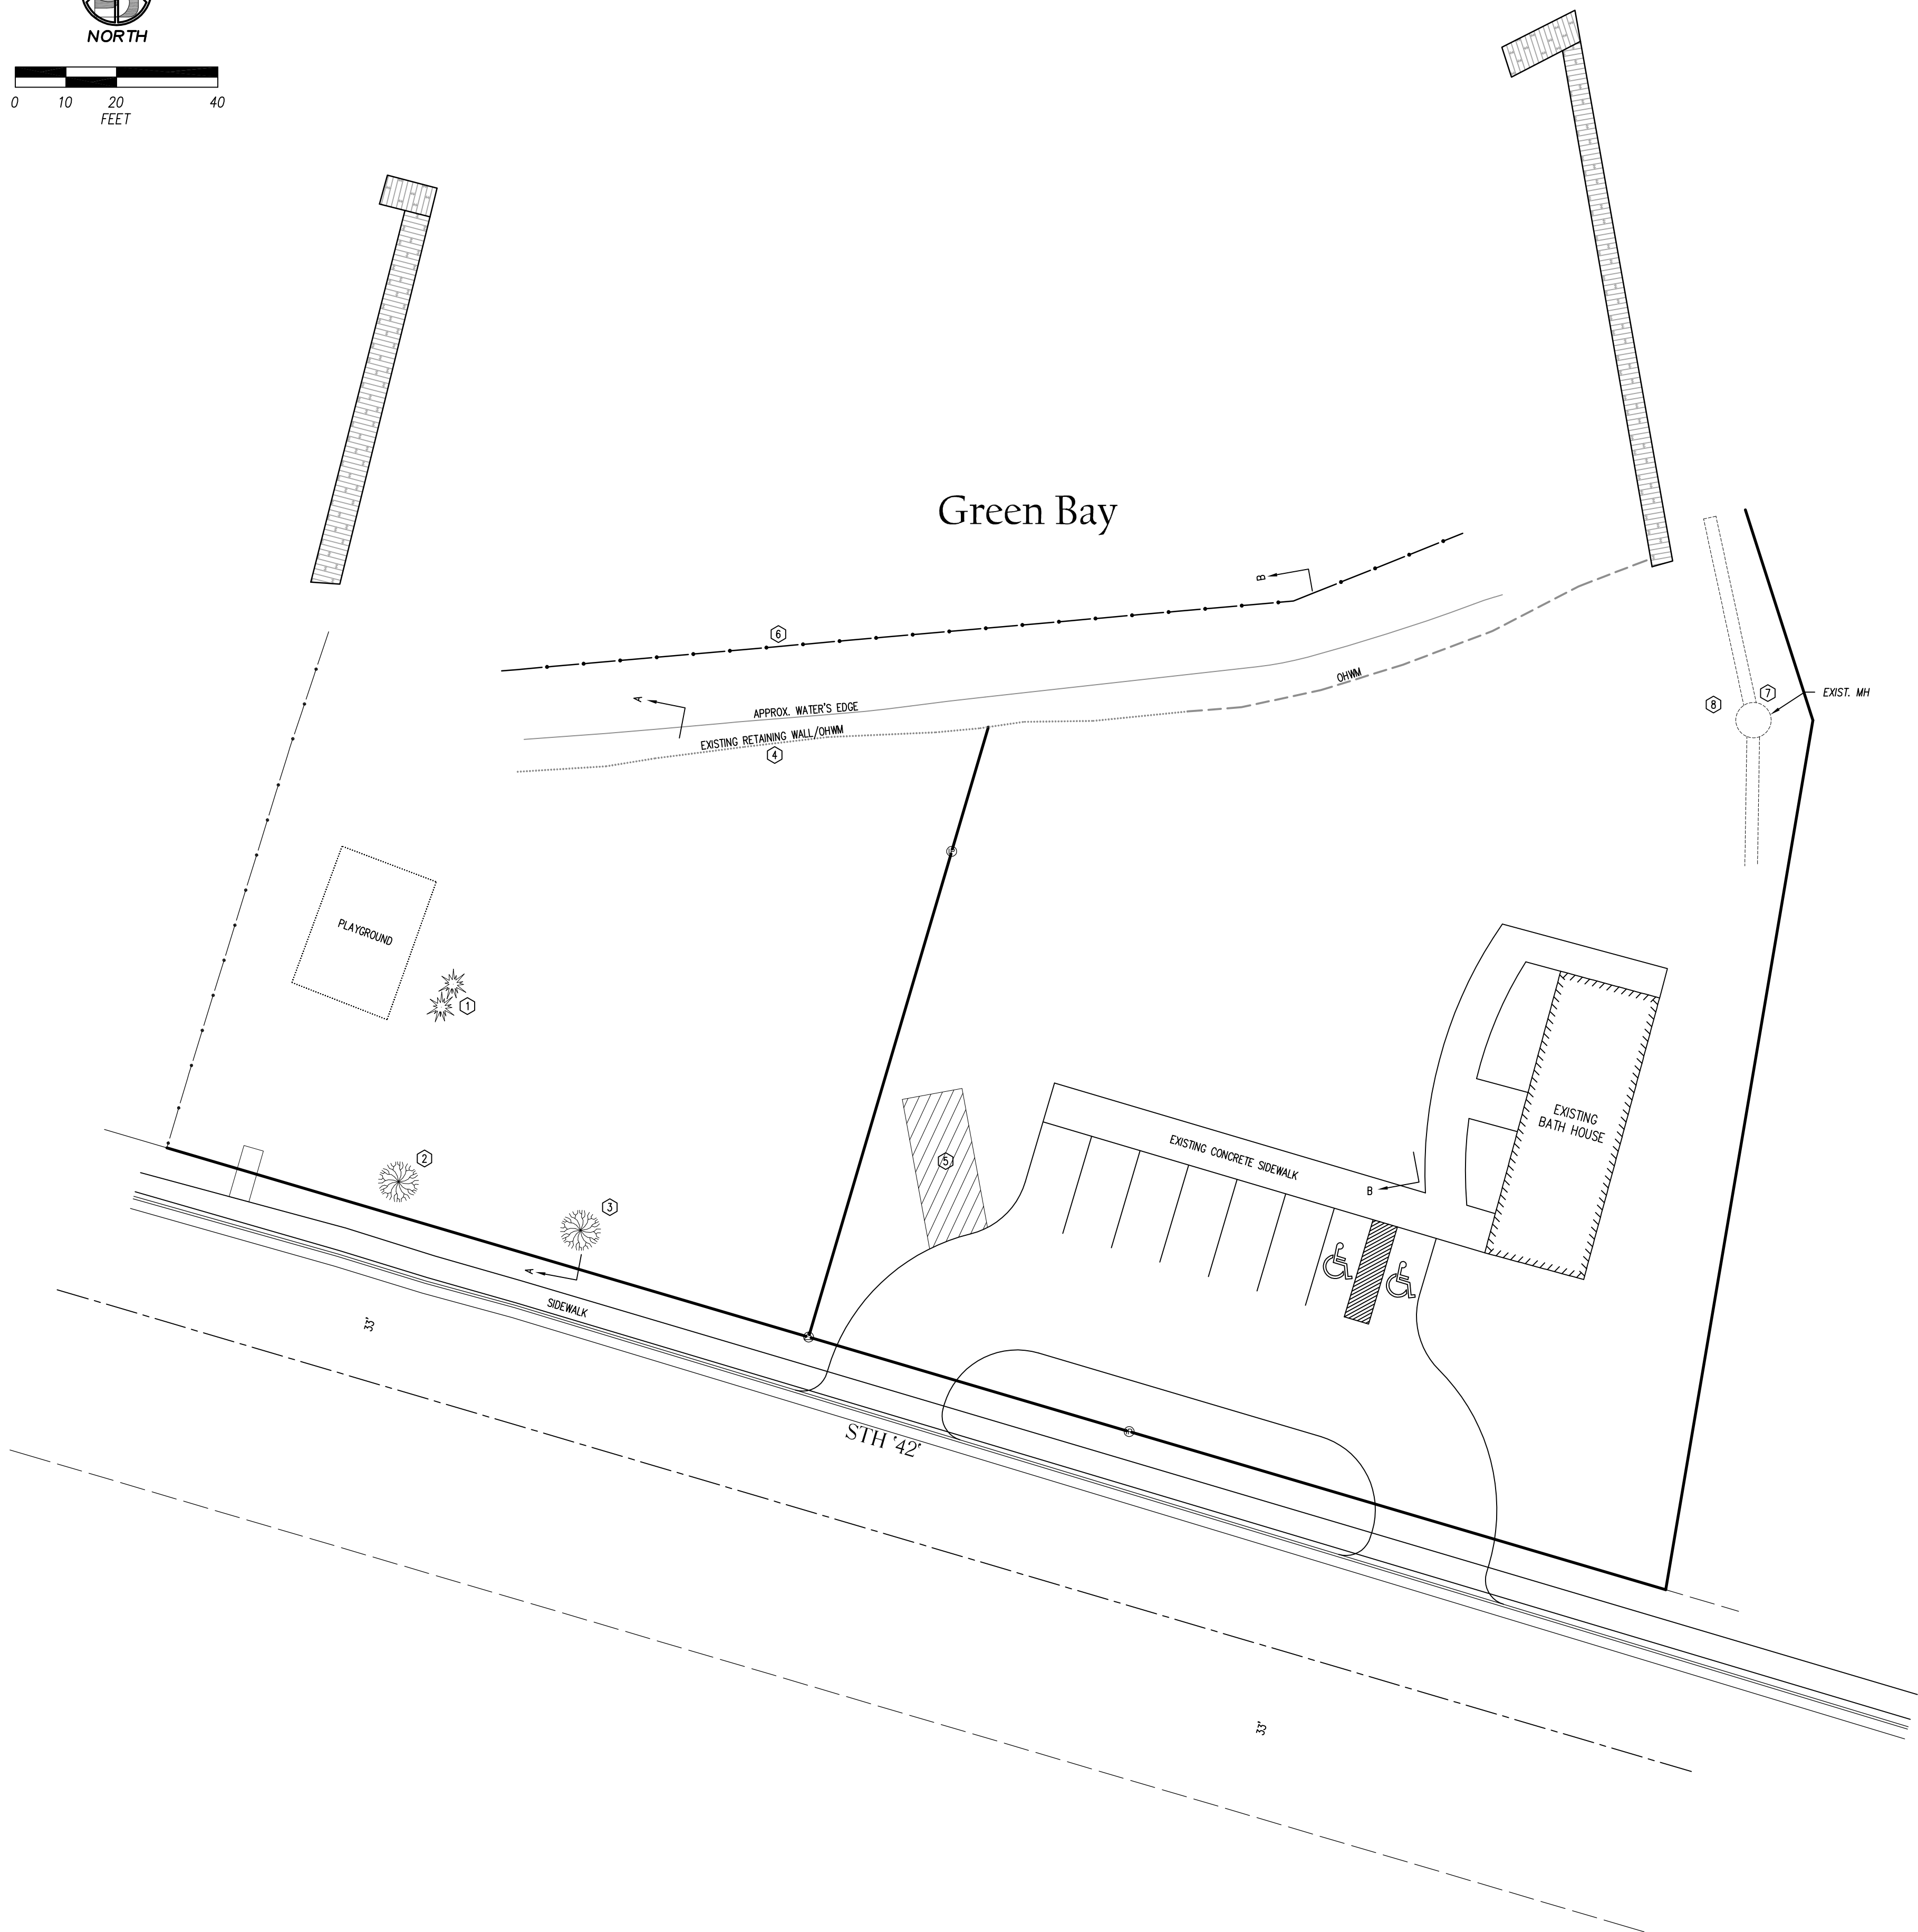 NORTH
0 10 20 40
FEET
Green Bay
B
6
OHWM
A
APPROX. WATER'S EDGE
EXISTING RETAINING WALL/OHWM
4
8
7
EXIST. MH
PLAYGROUND
1
2
3
5
EXISTING CONCRETE SIDEWALK
EXISTING
BATH HOUSE
B
A
SIDEWALK
33'
STH '42'
33'